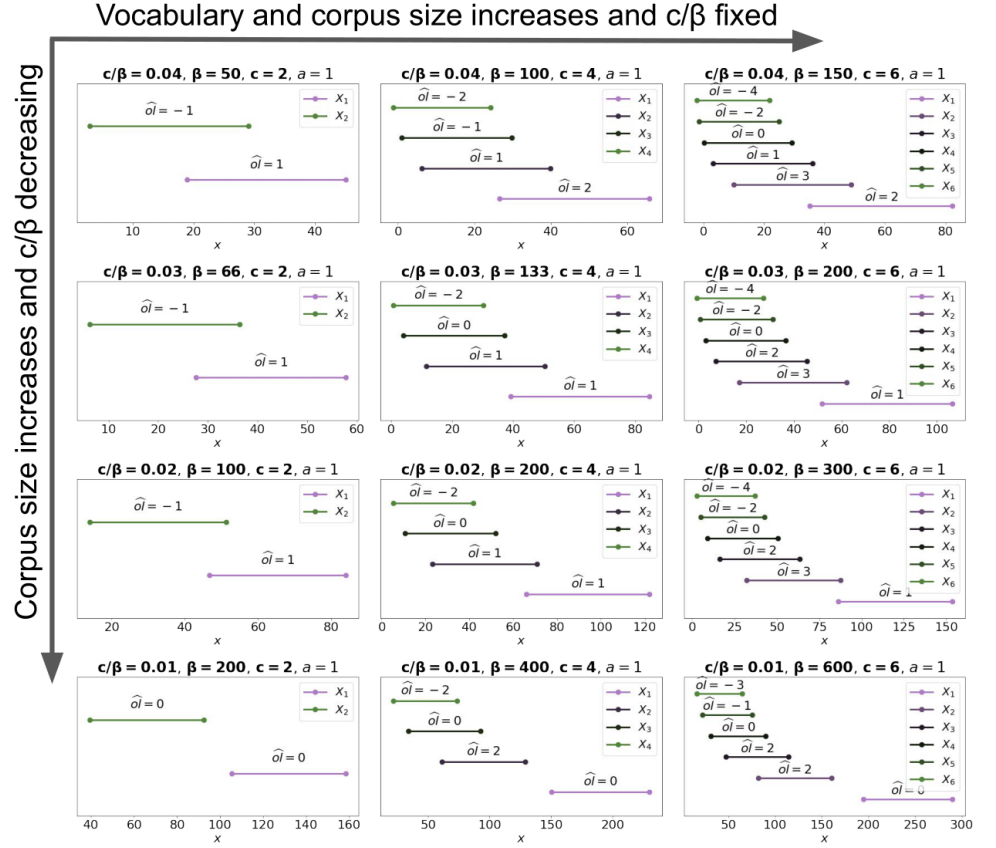 Vocabulary and corpus size increases and c/β fixed
Corpus size increases and c/β decreasing
c/β = 0.04, β = 50, c = 2, a = 1
ol̂ = −1
ol̂ = 1
X₁
X₂
10 20 30 40
x
c/β = 0.04, β = 100, c = 4, a = 1
ol̂ = −2
ol̂ = −1
ol̂ = 1
ol̂ = 2
X₁
X₂
X₃
X₄
0 20 40 60
x
c/β = 0.04, β = 150, c = 6, a = 1
ol̂ = −4
ol̂ = −2
ol̂ = 0
ol̂ = 1
ol̂ = 3
ol̂ = 2
X₁
X₂
X₃
X₄
X₅
X₆
0 20 40 60 80
x
c/β = 0.03, β = 66, c = 2, a = 1
ol̂ = −1
ol̂ = 1
X₁
X₂
10 20 30 40 50 60
x
c/β = 0.03, β = 133, c = 4, a = 1
ol̂ = −2
ol̂ = 0
ol̂ = 1
ol̂ = 1
X₁
X₂
X₃
X₄
0 20 40 60 80
x
c/β = 0.03, β = 200, c = 6, a = 1
ol̂ = −4
ol̂ = −2
ol̂ = 0
ol̂ = 2
ol̂ = 3
ol̂ = 1
X₁
X₂
X₃
X₄
X₅
X₆
0 20 40 60 80 100
x
c/β = 0.02, β = 100, c = 2, a = 1
ol̂ = −1
ol̂ = 1
X₁
X₂
20 40 60 80
x
c/β = 0.02, β = 200, c = 4, a = 1
ol̂ = −2
ol̂ = 0
ol̂ = 1
ol̂ = 1
X₁
X₂
X₃
X₄
0 20 40 60 80 100 120
x
c/β = 0.02, β = 300, c = 6, a = 1
ol̂ = −4
ol̂ = −2
ol̂ = 0
ol̂ = 2
ol̂ = 3
ol̂ = 1
X₁
X₂
X₃
X₄
X₅
X₆
0 25 50 75 100 125 150
x
c/β = 0.01, β = 200, c = 2, a = 1
ol̂ = 0
ol̂ = 0
X₁
X₂
40 60 80 100 120 140 160
x
c/β = 0.01, β = 400, c = 4, a = 1
ol̂ = −2
ol̂ = 0
ol̂ = 2
ol̂ = 0
X₁
X₂
X₃
X₄
50 100 150 200
x
c/β = 0.01, β = 600, c = 6, a = 1
ol̂ = −3
ol̂ = −1
ol̂ = 0
ol̂ = 2
ol̂ = 2
ol̂ = 0
X₁
X₂
X₃
X₄
X₅
X₆
50 100 150 200 250 300
x